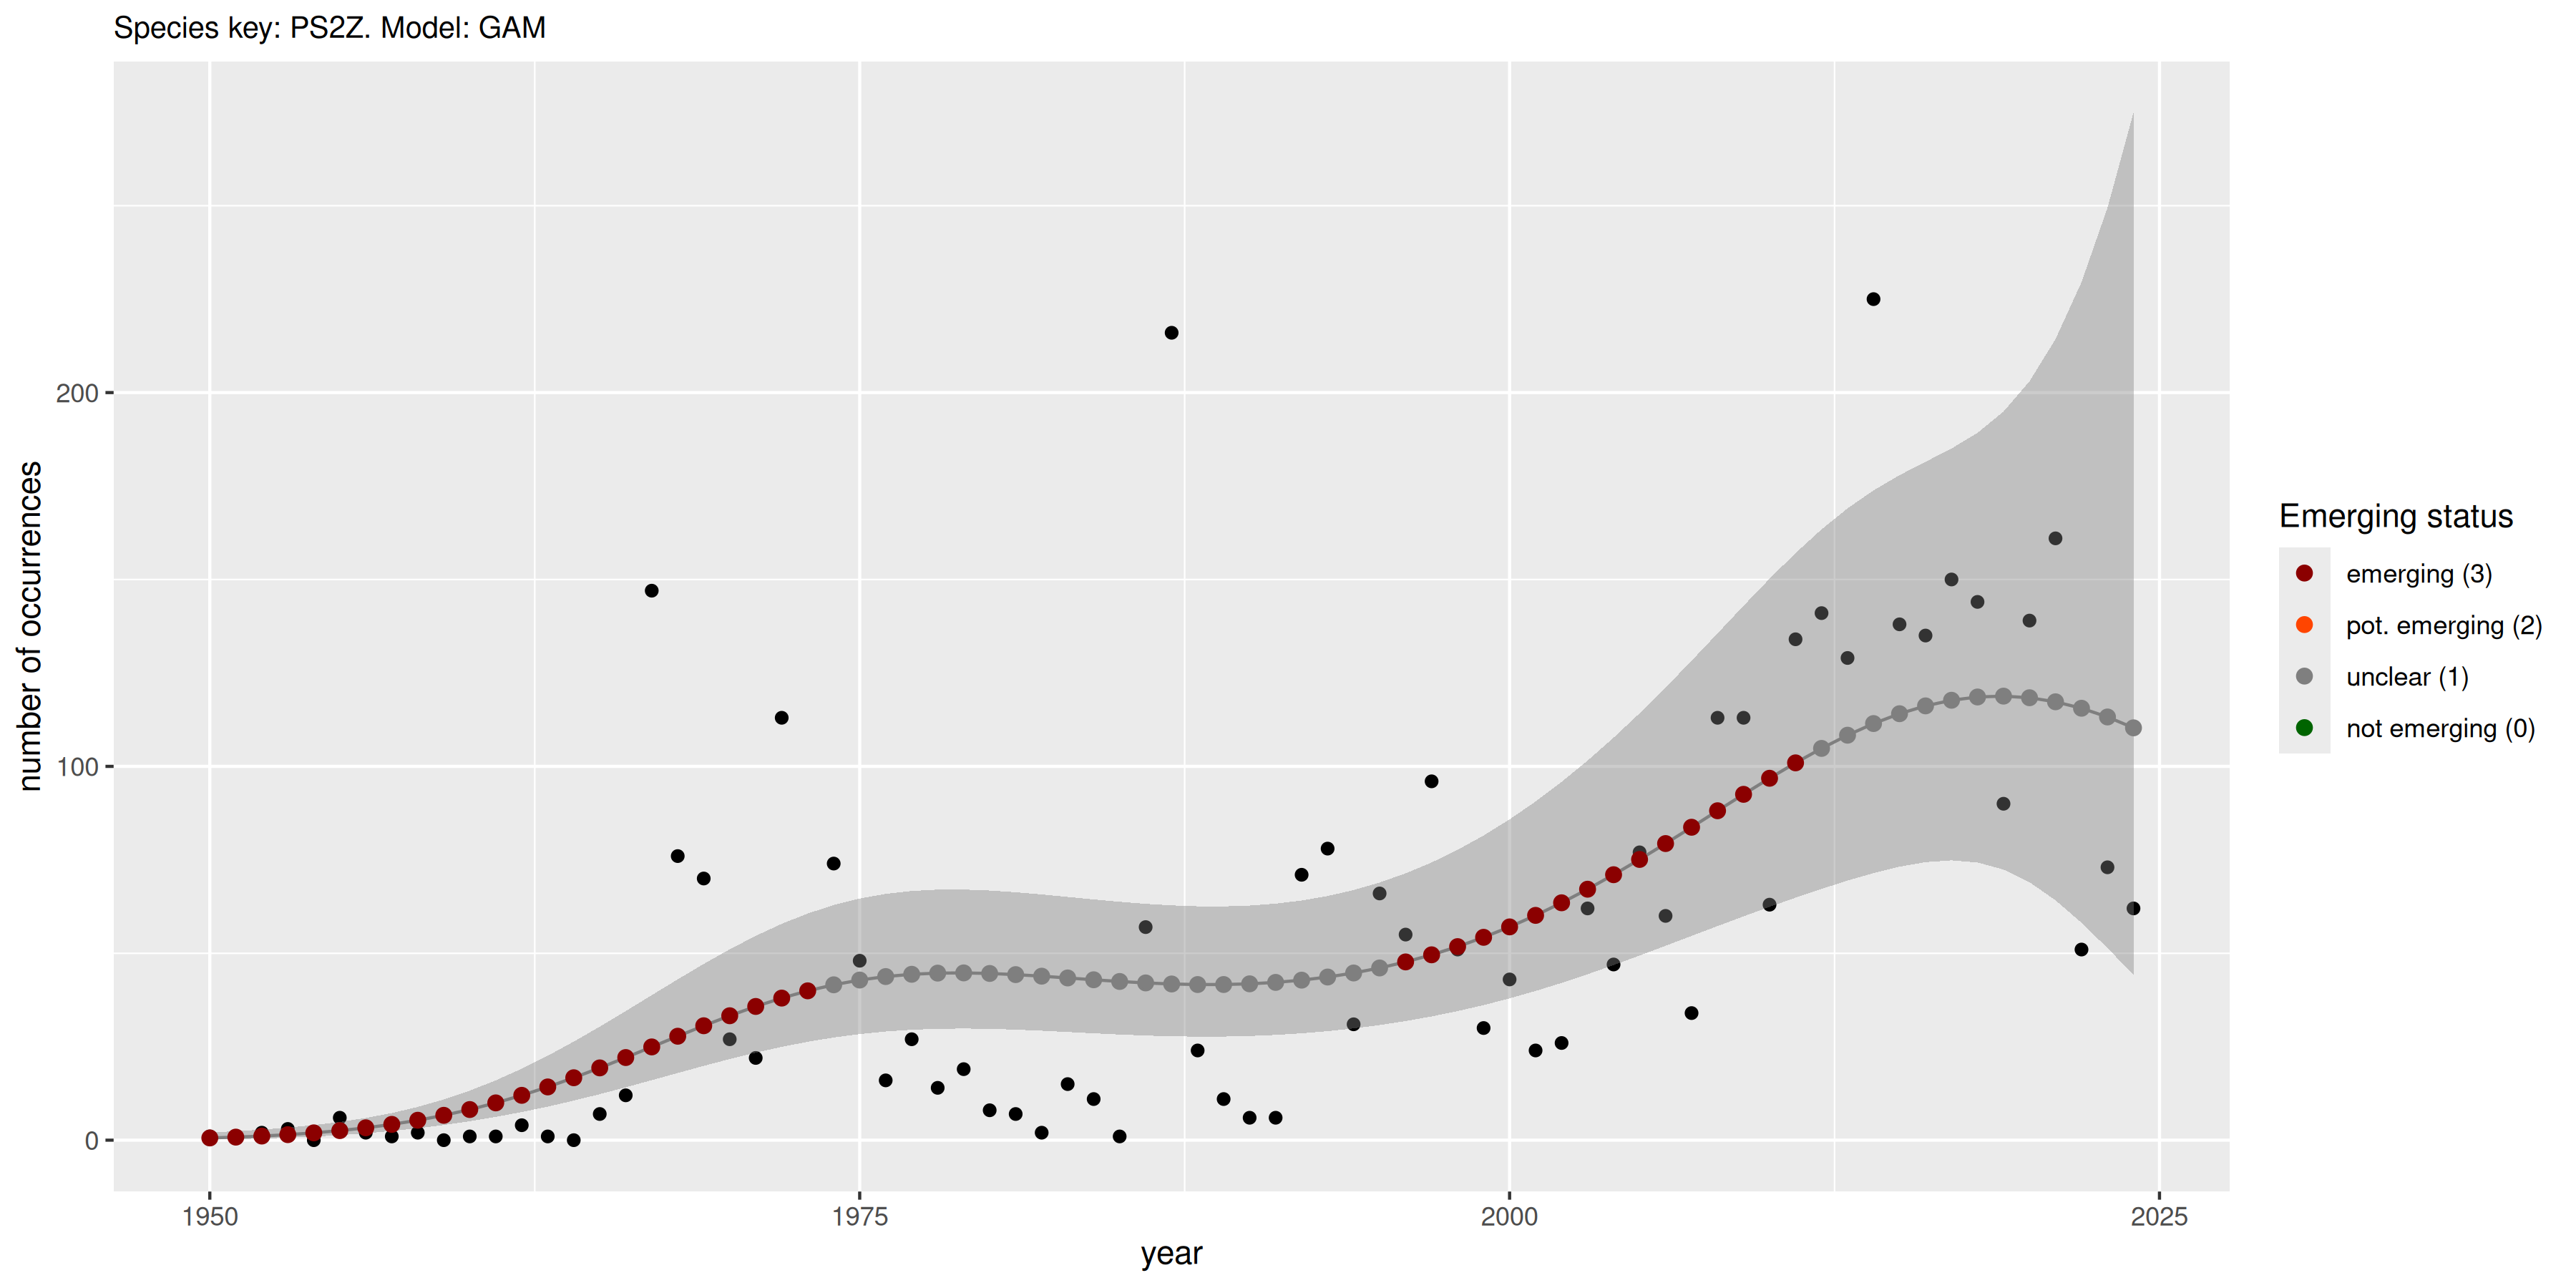 Species key: PS2Z. Model: GAM
number of occurrences
200
100
0
1950
1975
2000
2025
year
Emerging status
emerging (3)
pot. emerging (2)
unclear (1)
not emerging (0)